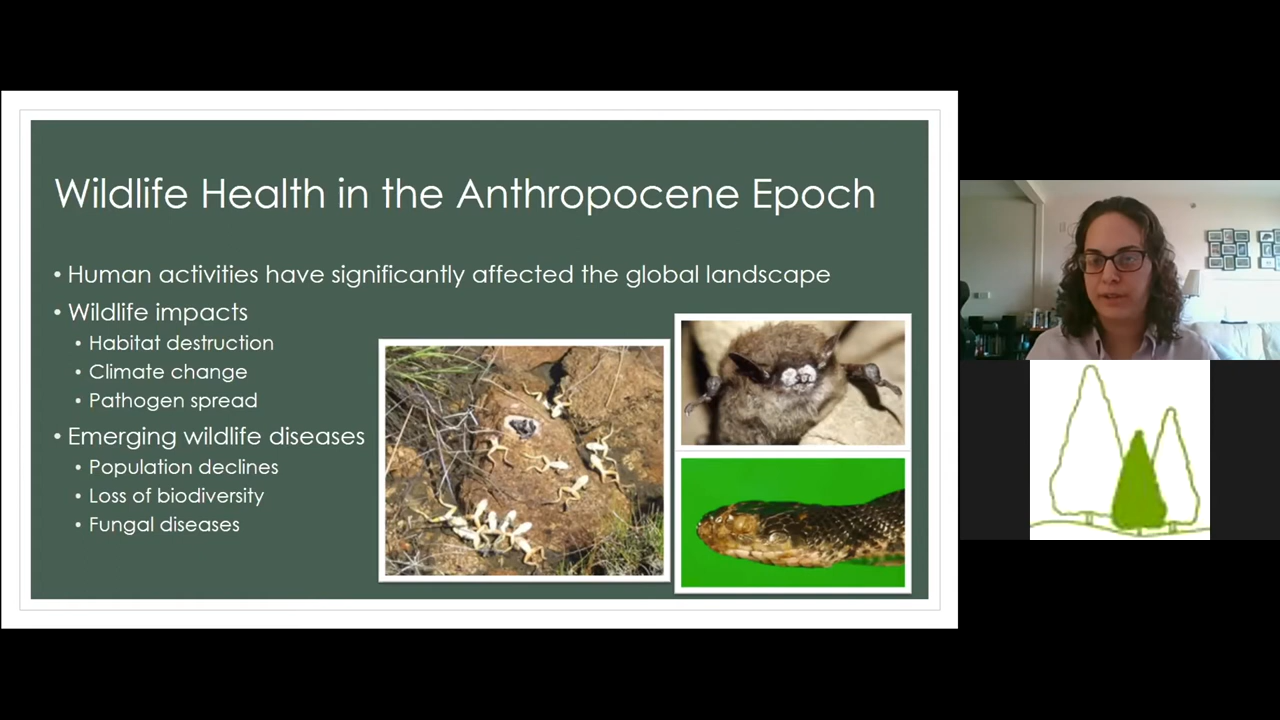 Wildlife Health in the Anthropocene Epoch
• Human activities have significantly affected the global landscape
• Wildlife impacts
• Habitat destruction
• Climate change
• Pathogen spread
• Emerging wildlife diseases
• Population declines
• Loss of biodiversity
• Fungal diseases